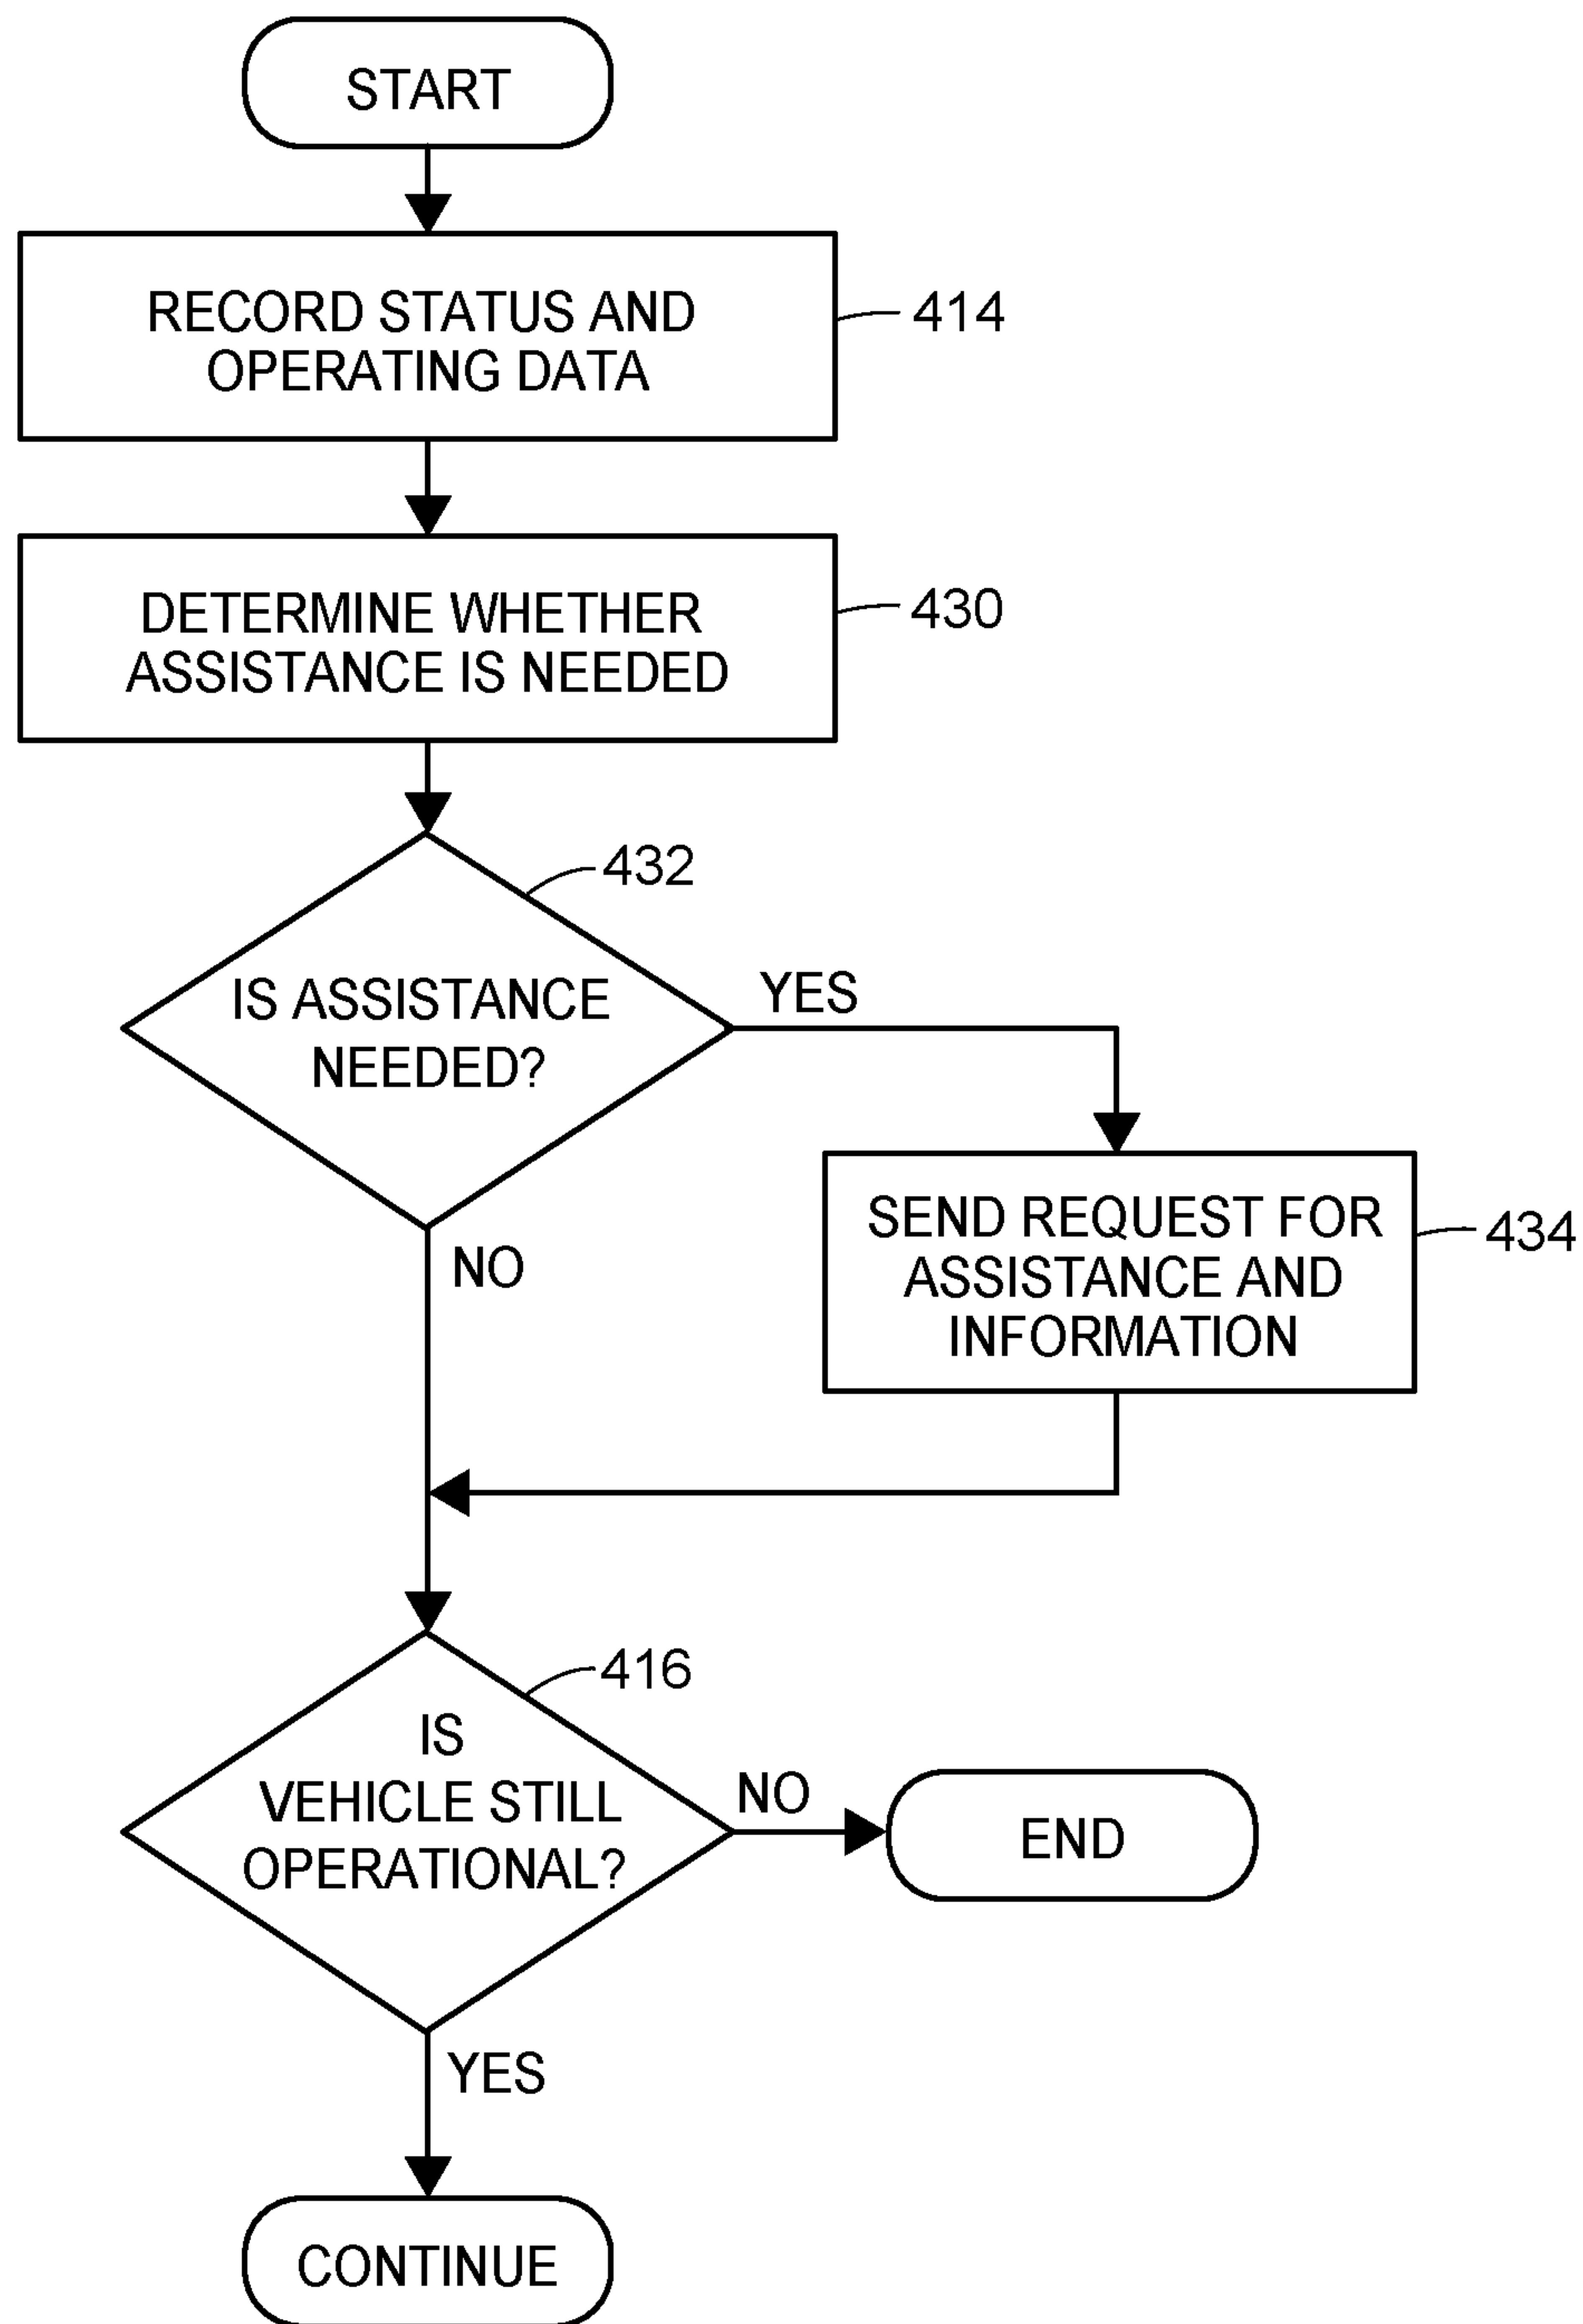 START
RECORD STATUS AND
OPERATING DATA
414
DETERMINE WHETHER
ASSISTANCE IS NEEDED
430
432
IS ASSISTANCE
NEEDED?
YES
NO
SEND REQUEST FOR
ASSISTANCE AND
INFORMATION
434
416
IS
VEHICLE STILL
OPERATIONAL?
NO
END
YES
CONTINUE